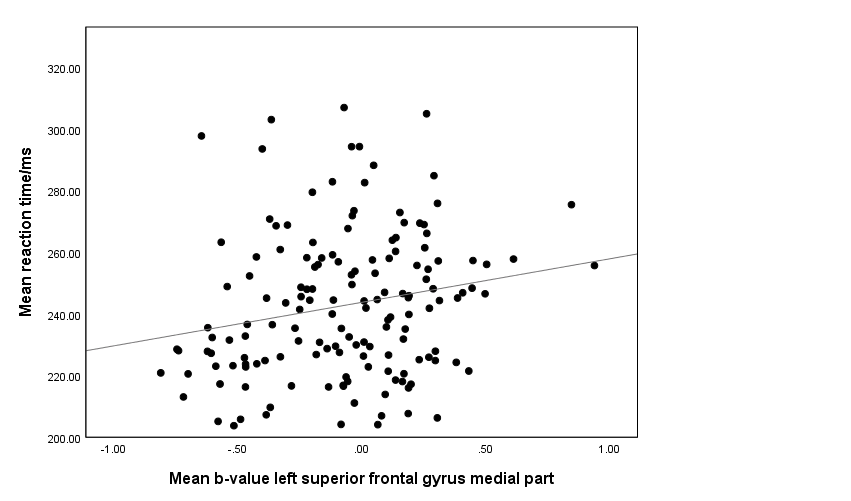 Mean reaction time/ms
320.00
300.00
280.00
260.00
240.00
220.00
200.00
-1.00 -.50 .00 .50 1.00
Mean b-value left superior frontal gyrus medial part